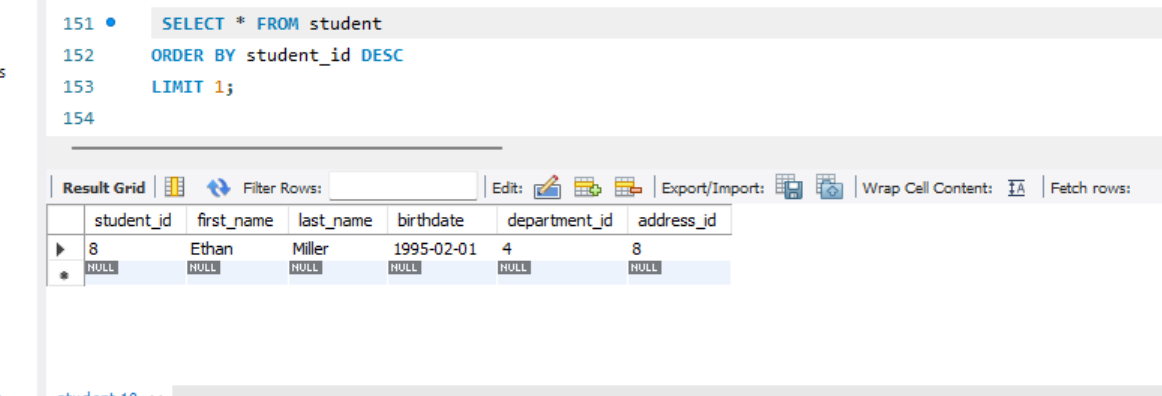 151 SELECT * FROM student
152 ORDER BY student_id DESC
s
153 LIMIT 1;
154
Result Grid Filter Rows: Edit: Export/Import: Wrap Cell Content: IA Fetch rows:
student_id first_name last_name birthdate department_id address_id
8 Ethan Miller 1995-02-01 4 8
NULL NULL NULL NULL NULL NULL